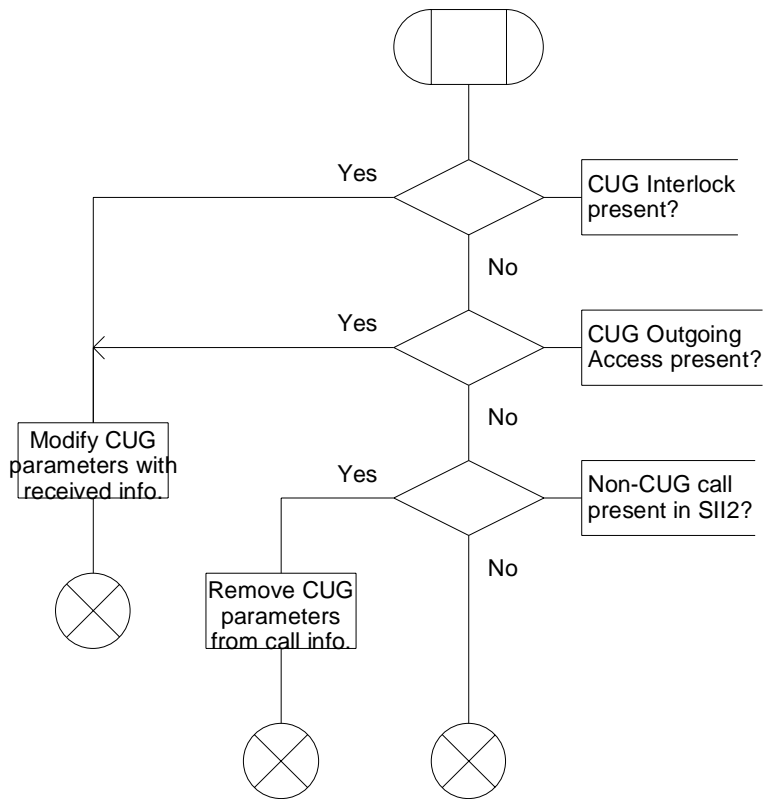 Yes
CUG Interlock
present?
No
Yes
CUG Outgoing
Access present?
No
Modify CUG
parameters with
received info.
Yes
Non-CUG call
present in SII2?
No
Remove CUG
parameters
from call info.